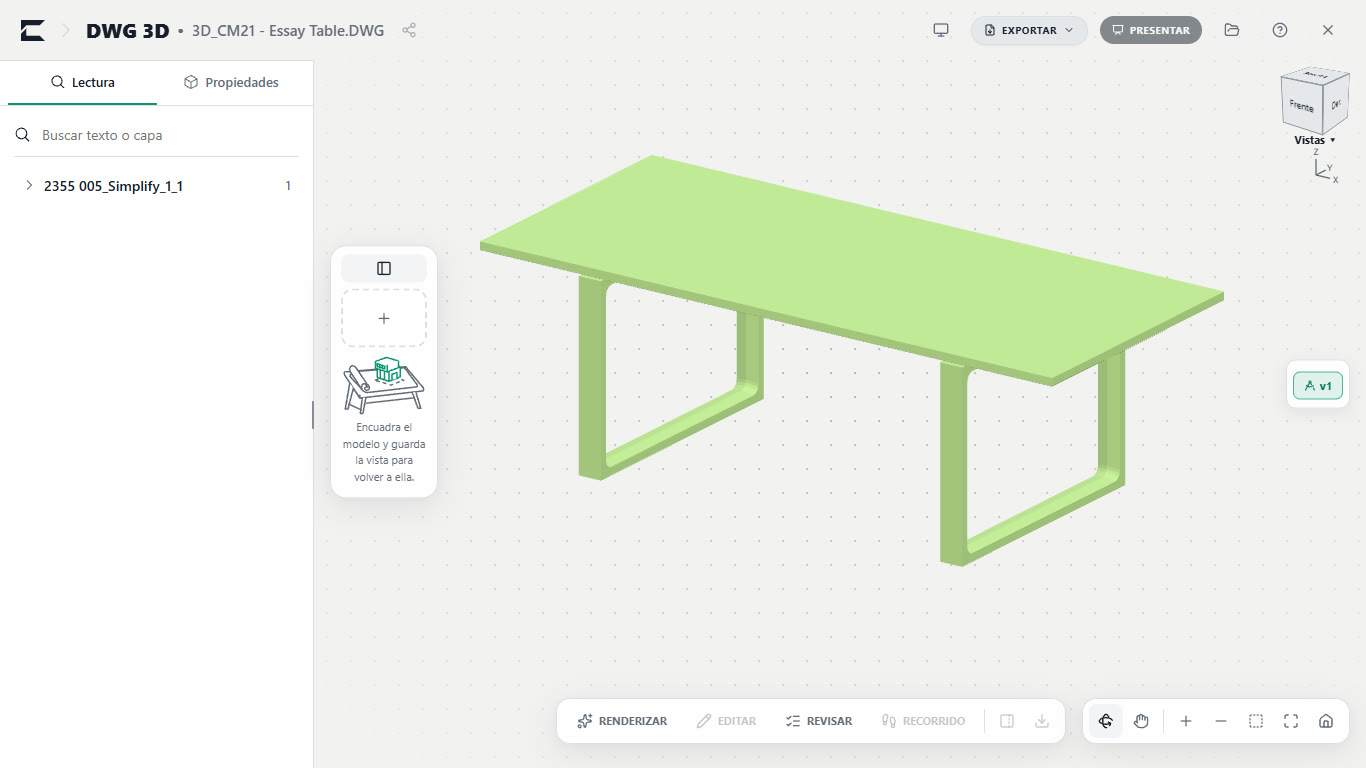 DWG 3D • 3D_CM21 - Essay Table.DWG
EXPORTAR
PRESENTAR
Lectura
Propiedades
Buscar texto o capa
2355 005_Simplify_1_1
1
Frente
Vistas
Z
Y
X
Encuadra el
modelo y guarda
la vista para
volver a ella.
v1
RENDERIZAR
EDITAR
REVISAR
RECORRIDO